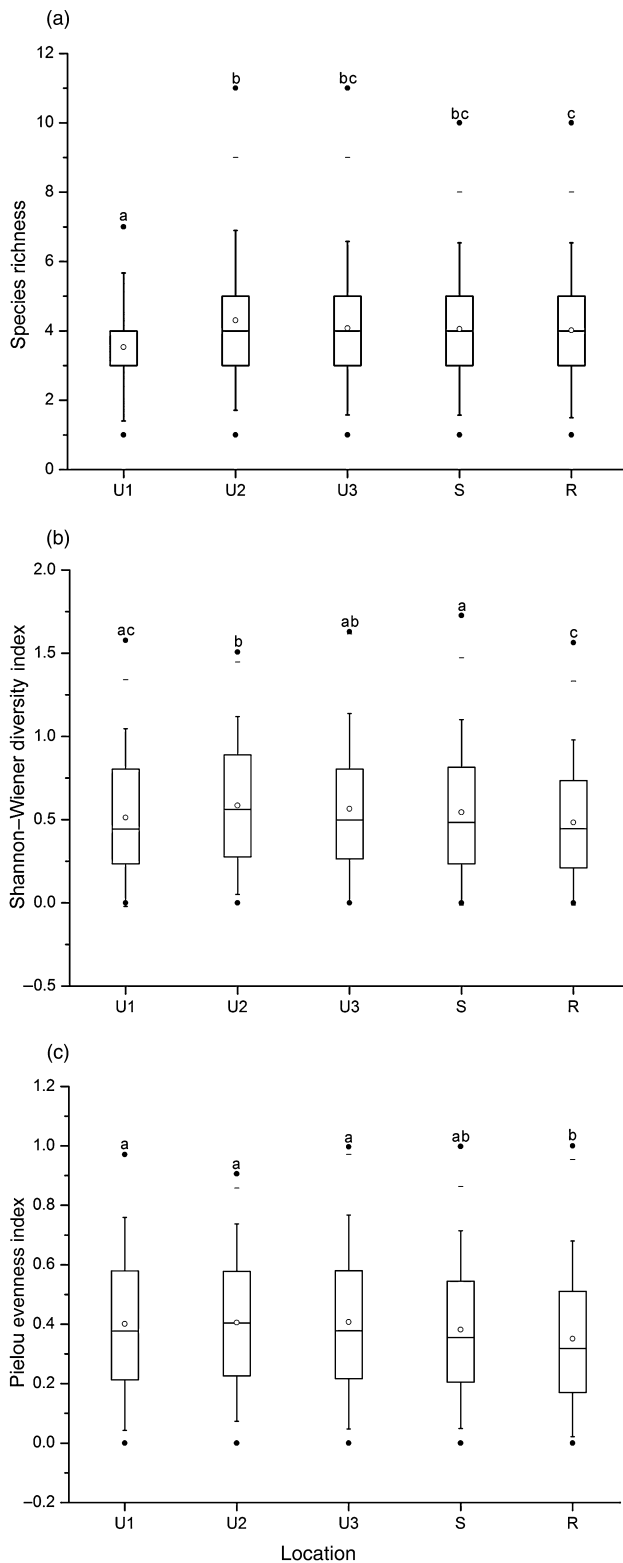 (a)
Species richness
12
10
8
6
4
2
0
a
b
bc
bc
c
U1 U2 U3 S R
(b)
Shannon–Wiener diversity index
2.0
1.5
1.0
0.5
0.0
–0.5
ac
b
ab
a
c
U1 U2 U3 S R
(c)
Pielou evenness index
1.2
1.0
0.8
0.6
0.4
0.2
0.0
–0.2
a
a
a
ab
b
U1 U2 U3 S R
Location